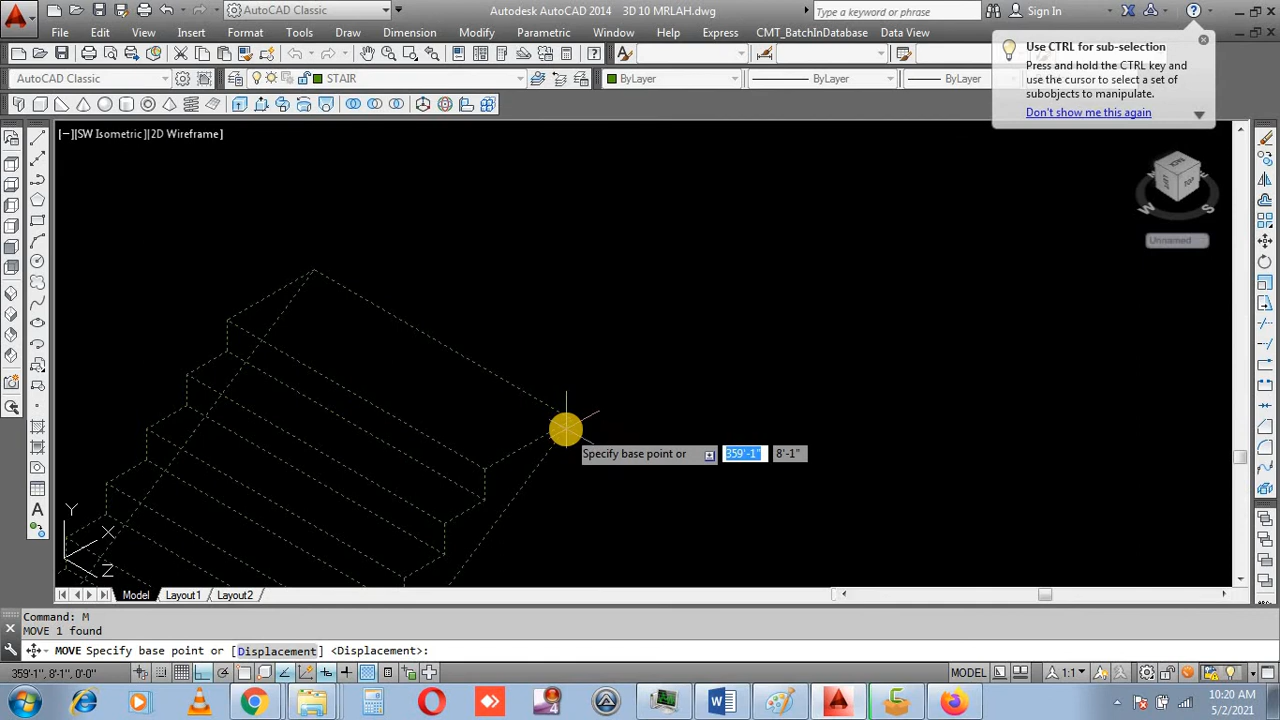 AutoCAD Classic
Autodesk AutoCAD 2014 3D 10 MRLAH.dwg
Type a keyword or phrase
Sign In
File Edit View Insert Format Tools Draw Dimension Modify Parametric Window Help Express CMT_BatchInDatabase Data View
Use CTRL for sub-selection
Press and hold the CTRL key and
use the cursor to select a set of
subobjects to manipulate.
Don't show me this again
AutoCAD Classic
STAIR
ByLayer
ByLayer
ByLayer
[−][SW Isometric][2D Wireframe]
TOP
W
S
Unnamed
Specify base point or
359'-1"
8'-1"
Y
X
Z
Model
Layout1
Layout2
Command: M
MOVE 1 found
MOVE Specify base point or [Displacement] <Displacement>:
359'-1", 8'-1", 0'-0"
MODEL
1:1
10:20 AM
5/2/2021